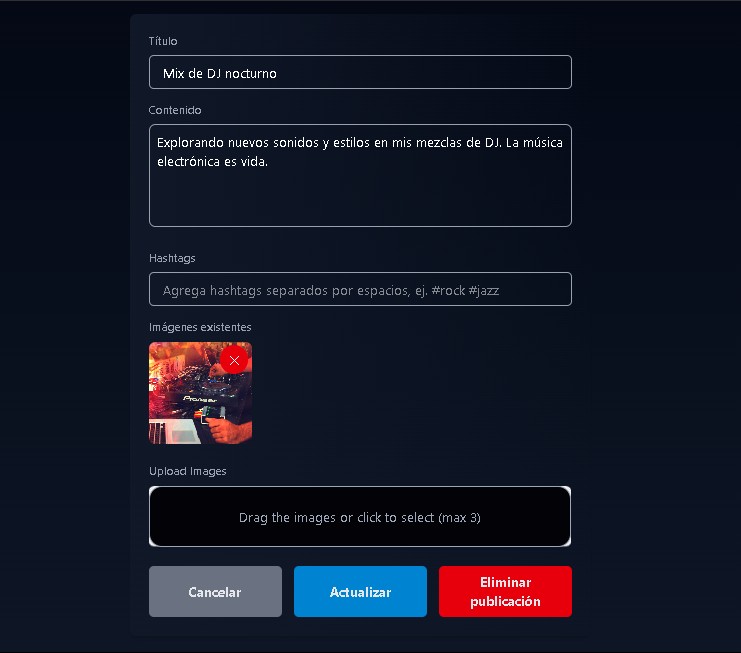 Título
Mix de DJ nocturno
Contenido
Explorando nuevos sonidos y estilos en mis mezclas de DJ. La música
electrónica es vida.
Hashtags
Agrega hashtags separados por espacios, ej. #rock #jazz
Imágenes existentes
Pioneer
Upload Images
Drag the images or click to select (max 3)
Cancelar
Actualizar
Eliminar
publicación